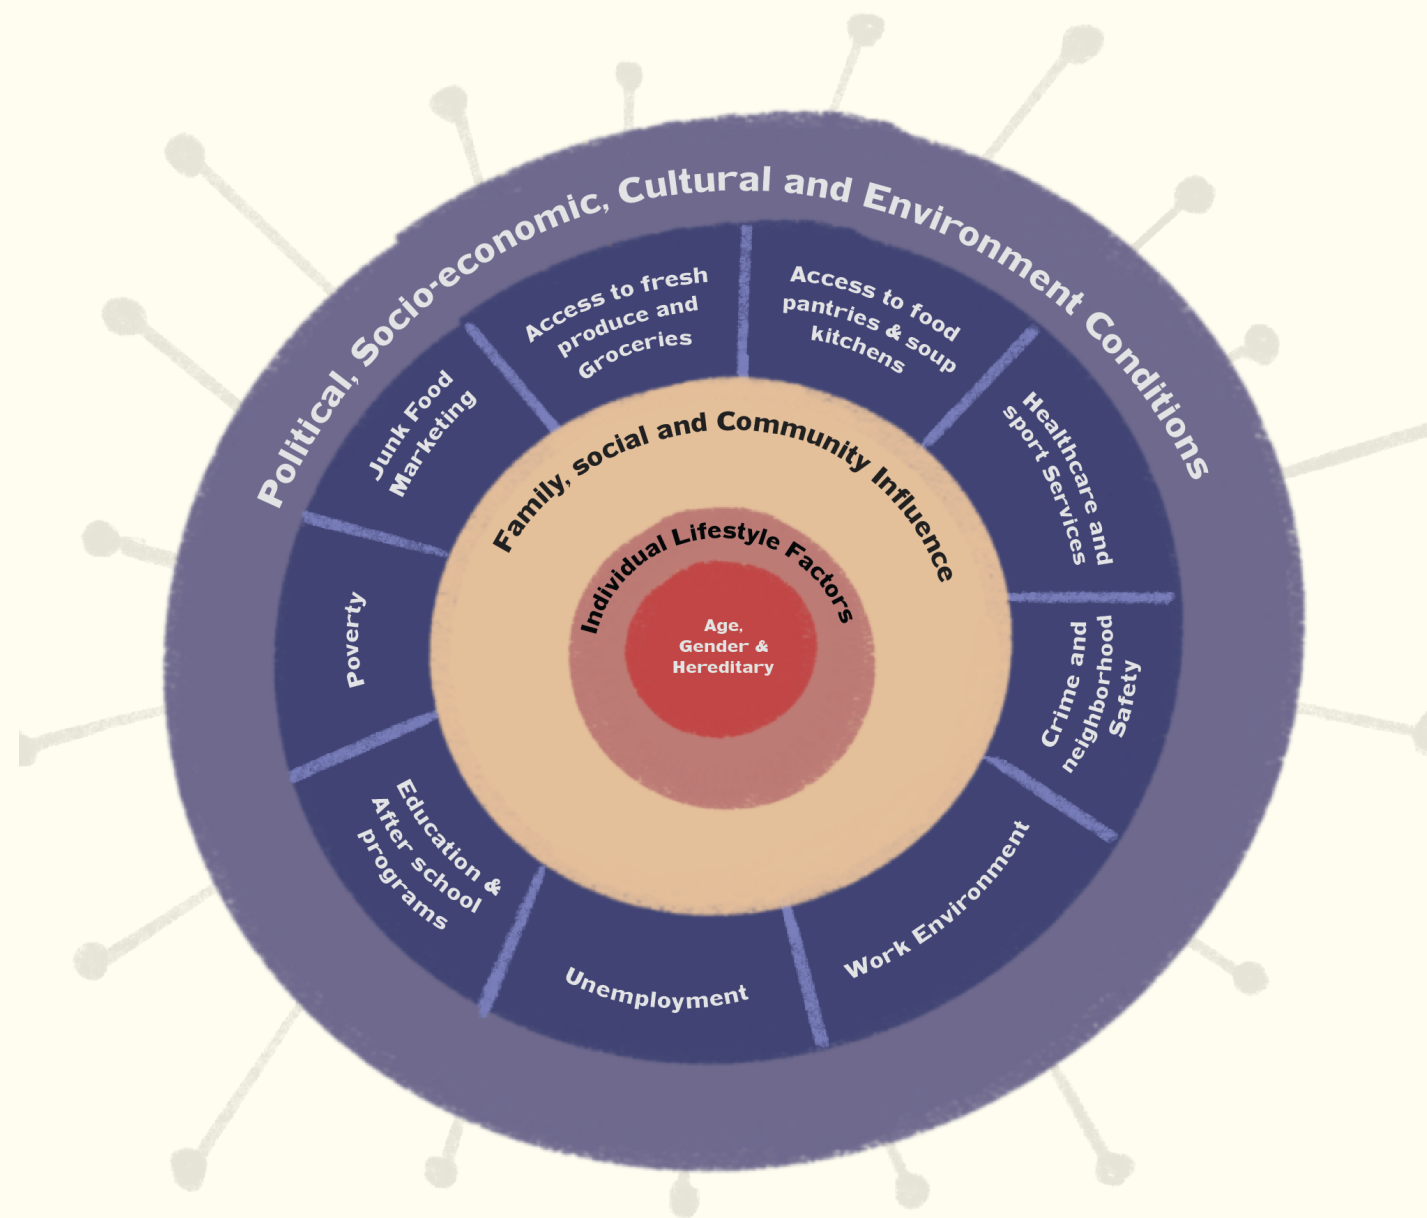 Political, Socio-economic, Cultural and Environment Conditions
Access to fresh
produce and
Groceries
Access to food
pantries & soup
kitchens
Healthcare and
sport Services
Crime and
neighborhood
Safety
Work Environment
Unemployment
Education &
After school
programs
Poverty
Junk Food
Marketing
Family, social and Community Influence
Individual Lifestyle Factors
Age,
Gender &
Hereditary